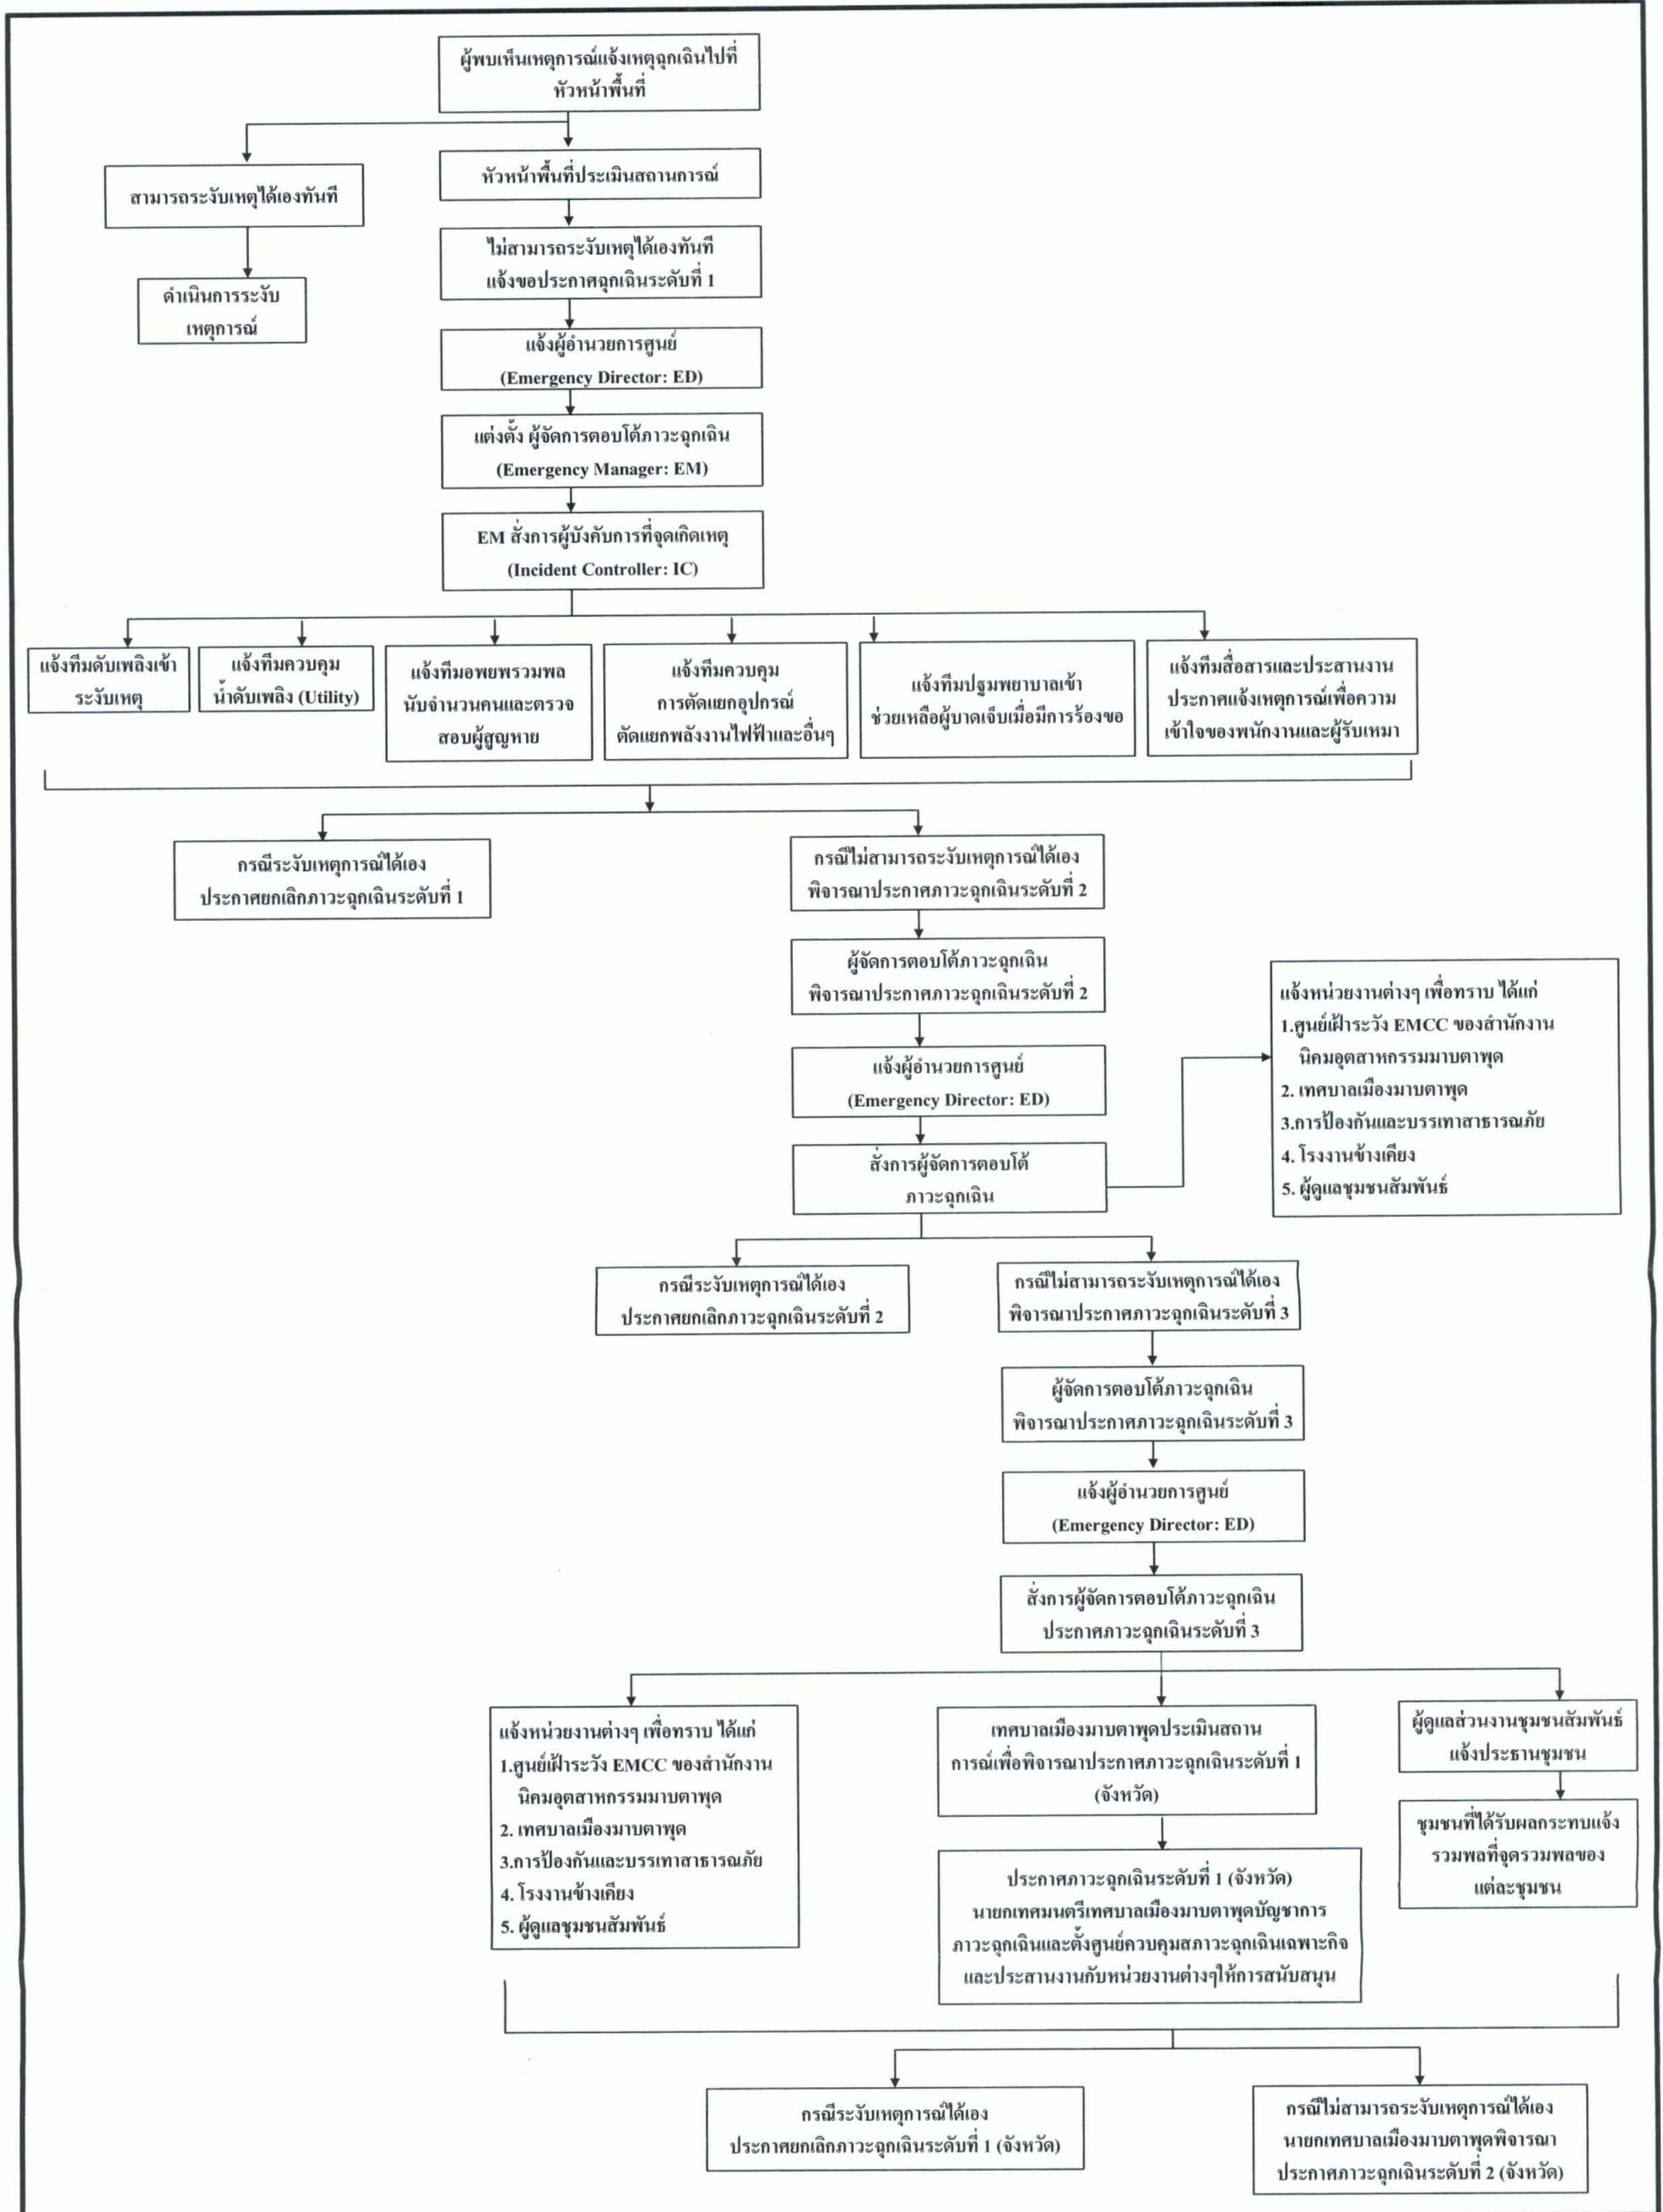 ผู้พบเห็นเหตุการณ์แจ้งเหตุฉุกเฉินไปที่
หัวหน้าพื้นที่
สามารถระงับเหตุได้เองทันที
ดำเนินการระงับ
เหตุการณ์
หัวหน้าพื้นที่ประเมินสถานการณ์
ไม่สามารถระงับเหตุได้เองทันที
แจ้งขอประกาศฉุกเฉินระดับที่ 1
แจ้งผู้อำนวยการศูนย์
(Emergency Director: ED)
แต่งตั้ง ผู้จัดการตอบโต้ภาวะฉุกเฉิน
(Emergency Manager: EM)
EM สั่งการผู้บังคับการที่จุดเกิดเหตุ
(Incident Controller: IC)
แจ้งทีมดับเพลิงเข้า
ระงับเหตุ
แจ้งทีมควบคุม
น้ำดับเพลิง (Utility)
แจ้งทีมอพยพรวมพล
นับจำนวนคนและตรวจ
สอบผู้สูญหาย
แจ้งทีมควบคุม
การตัดแยกอุปกรณ์
ตัดแยกพลังงานไฟฟ้าและอื่นๆ
แจ้งทีมปฐมพยาบาลเข้า
ช่วยเหลือผู้บาดเจ็บเมื่อมีการร้องขอ
แจ้งทีมสื่อสารและประสานงาน
ประกาศแจ้งเหตุการณ์เพื่อความ
เข้าใจของพนักงานและผู้รับเหมา
กรณีระงับเหตุการณ์ได้เอง
ประกาศยกเลิกภาวะฉุกเฉินระดับที่ 1
กรณีไม่สามารถระงับเหตุการณ์ได้เอง
พิจารณาประกาศภาวะฉุกเฉินระดับที่ 2
ผู้จัดการตอบโต้ภาวะฉุกเฉิน
พิจารณาประกาศภาวะฉุกเฉินระดับที่ 2
แจ้งผู้อำนวยการศูนย์
(Emergency Director: ED)
สั่งการผู้จัดการตอบโต้
ภาวะฉุกเฉิน
แจ้งหน่วยงานต่างๆ เพื่อทราบ ได้แก่
1.ศูนย์เฝ้าระวัง EMCC ของสำนักงาน
นิคมอุตสาหกรรมมาบตาพุด
2. เทศบาลเมืองมาบตาพุด
3.การป้องกันและบรรเทาสาธารณภัย
4. โรงงานข้างเคียง
5. ผู้ดูแลชุมชนสัมพันธ์
กรณีระงับเหตุการณ์ได้เอง
ประกาศยกเลิกภาวะฉุกเฉินระดับที่ 2
กรณีไม่สามารถระงับเหตุการณ์ได้เอง
พิจารณาประกาศภาวะฉุกเฉินระดับที่ 3
ผู้จัดการตอบโต้ภาวะฉุกเฉิน
พิจารณาประกาศภาวะฉุกเฉินระดับที่ 3
แจ้งผู้อำนวยการศูนย์
(Emergency Director: ED)
สั่งการผู้จัดการตอบโต้ภาวะฉุกเฉิน
ประกาศภาวะฉุกเฉินระดับที่ 3
แจ้งหน่วยงานต่างๆ เพื่อทราบ ได้แก่
1.ศูนย์เฝ้าระวัง EMCC ของสำนักงาน
นิคมอุตสาหกรรมมาบตาพุด
2. เทศบาลเมืองมาบตาพุด
3.การป้องกันและบรรเทาสาธารณภัย
4. โรงงานข้างเคียง
5. ผู้ดูแลชุมชนสัมพันธ์
เทศบาลเมืองมาบตาพุดประเมินสถาน
การณ์เพื่อพิจารณาประกาศภาวะฉุกเฉินระดับที่ 1
(จังหวัด)
ประกาศภาวะฉุกเฉินระดับที่ 1 (จังหวัด)
นายกเทศมนตรีเทศบาลเมืองมาบตาพุดบัญชาการ
ภาวะฉุกเฉินและตั้งศูนย์ควบคุมสภาวะฉุกเฉินเฉพาะกิจ
และประสานงานกับหน่วยงานต่างๆให้การสนับสนุน
ผู้ดูแลส่วนงานชุมชนสัมพันธ์
แจ้งประธานชุมชน
ชุมชนที่ได้รับผลกระทบแจ้ง
รวมพลที่จุดรวมพลของ
แต่ละชุมชน
กรณีระงับเหตุการณ์ได้เอง
ประกาศยกเลิกภาวะฉุกเฉินระดับที่ 1 (จังหวัด)
กรณีไม่สามารถระงับเหตุการณ์ได้เอง
นายกเทศบาลเมืองมาบตาพุดพิจารณา
ประกาศภาวะฉุกเฉินระดับที่ 2 (จังหวัด)